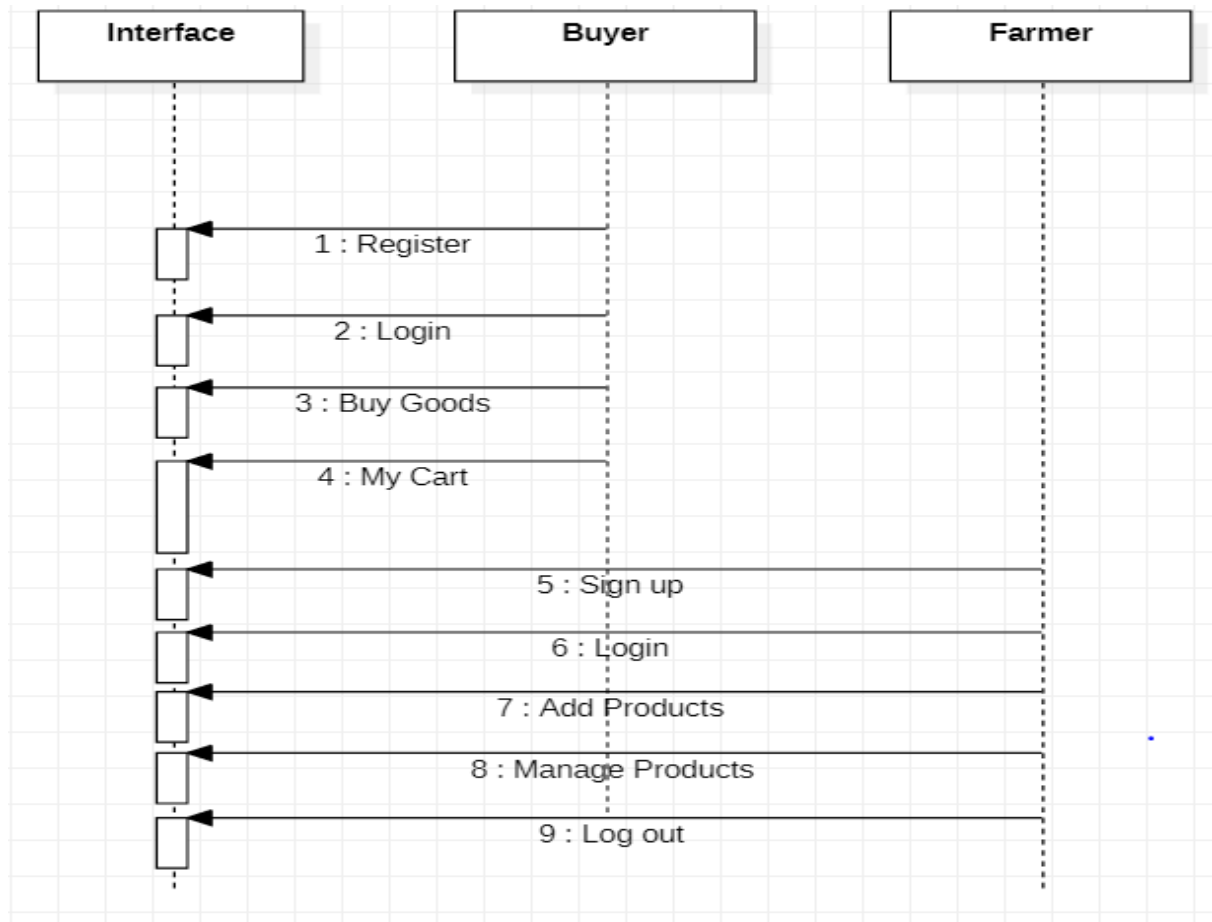 Interface
Buyer
Farmer
1 : Register
2 : Login
3 : Buy Goods
4 : My Cart
5 : Sign up
6 : Login
7 : Add Products
8 : Manage Products
9 : Log out